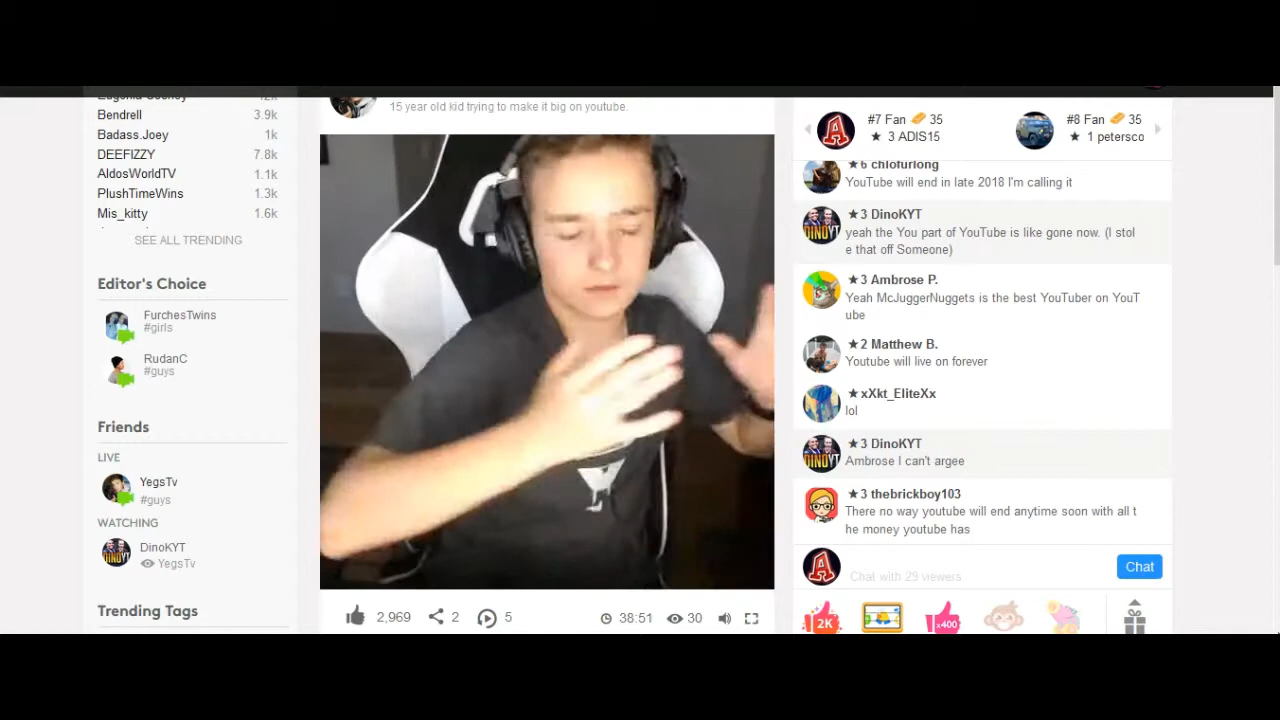 Bendrell 3.9k
Badass.Joey 1k
DEEFIZZY 7.8k
AldosWorldTV 1.1k
PlushTimeWins 1.3k
Mis_kitty 1.6k
SEE ALL TRENDING
Editor's Choice
FurchesTwins
#girls
RudanC
#guys
Friends
LIVE
YegsTv
#guys
WATCHING
DinoKYT
YegsTv
Trending Tags
15 year old kid trying to make it big on youtube.
2,969 2 5 38:51 30
#7 Fan 35
★ 3 ADIS15
#8 Fan 35
★ 1 petersco
★6 chlofurlong
YouTube will end in late 2018 I'm calling it
★3 DinoKYT
yeah the You part of YouTube is like gone now. (I stol
e that off Someone)
★3 Ambrose P.
Yeah McJuggerNuggets is the best YouTuber on YouT
ube
★2 Matthew B.
Youtube will live on forever
★xXkt_EliteXx
lol
★3 DinoKYT
Ambrose I can't argee
★3 thebrickboy103
There no way youtube will end anytime soon with all t
he money youtube has
Chat with 29 viewers
Chat
2K
x400